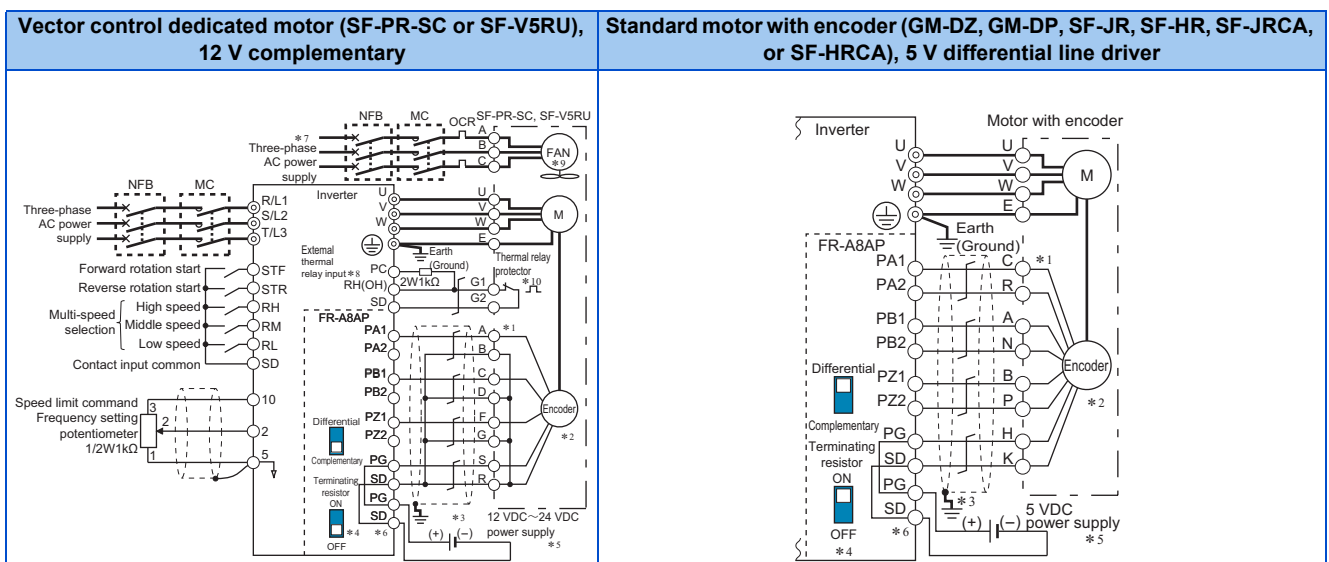 Vector control dedicated motor (SF-PR-SC or SF-V5RU),
12 V complementary
Standard motor with encoder (GM-DZ, GM-DP, SF-JR, SF-HR, SF-JRCA,
or SF-HRCA), 5 V differential line driver
NFB
MC
OCR
SF-PR-SC, SF-V5RU
*7
Three-phase
AC power
supply
A
B
C
FAN
*9
NFB
MC
Three-phase
AC power
supply
R/L1
S/L2
T/L3
Inverter
U
V
W
U
V
W
E
M
Earth
(Ground)
External
thermal
relay input *8
PC
RH(OH)
SD
2W1kΩ
G1
G2
Thermal relay
protector
*10
Forward rotation start
Reverse rotation start
Multi-speed
selection
High speed
Middle speed
Low speed
Contact input common
STF
STR
RH
RM
RL
SD
Speed limit command
Frequency setting
potentiometer
1/2W1kΩ
3
2
1
10
2
5
FR-A8AP
PA1
PA2
PB1
PB2
PZ1
PZ2
PG
SD
PG
SD
Differential
Complementary
Terminating
resistor
ON
OFF
*4
*6
A
B
C
D
F
G
S
R
*1
Encoder
*2
*3
(+)
(−)
12 VDC～24 VDC
power supply
*5
Inverter
Motor with encoder
U
V
W
U
V
W
E
M
Earth
(Ground)
FR-A8AP
PA1
PA2
PB1
PB2
PZ1
PZ2
PG
SD
PG
SD
Differential
Complementary
Terminating
resistor
ON
OFF
*4
*6
C
R
A
N
B
P
H
K
*1
Encoder
*2
*3
(+)
(−)
5 VDC
power supply
*5